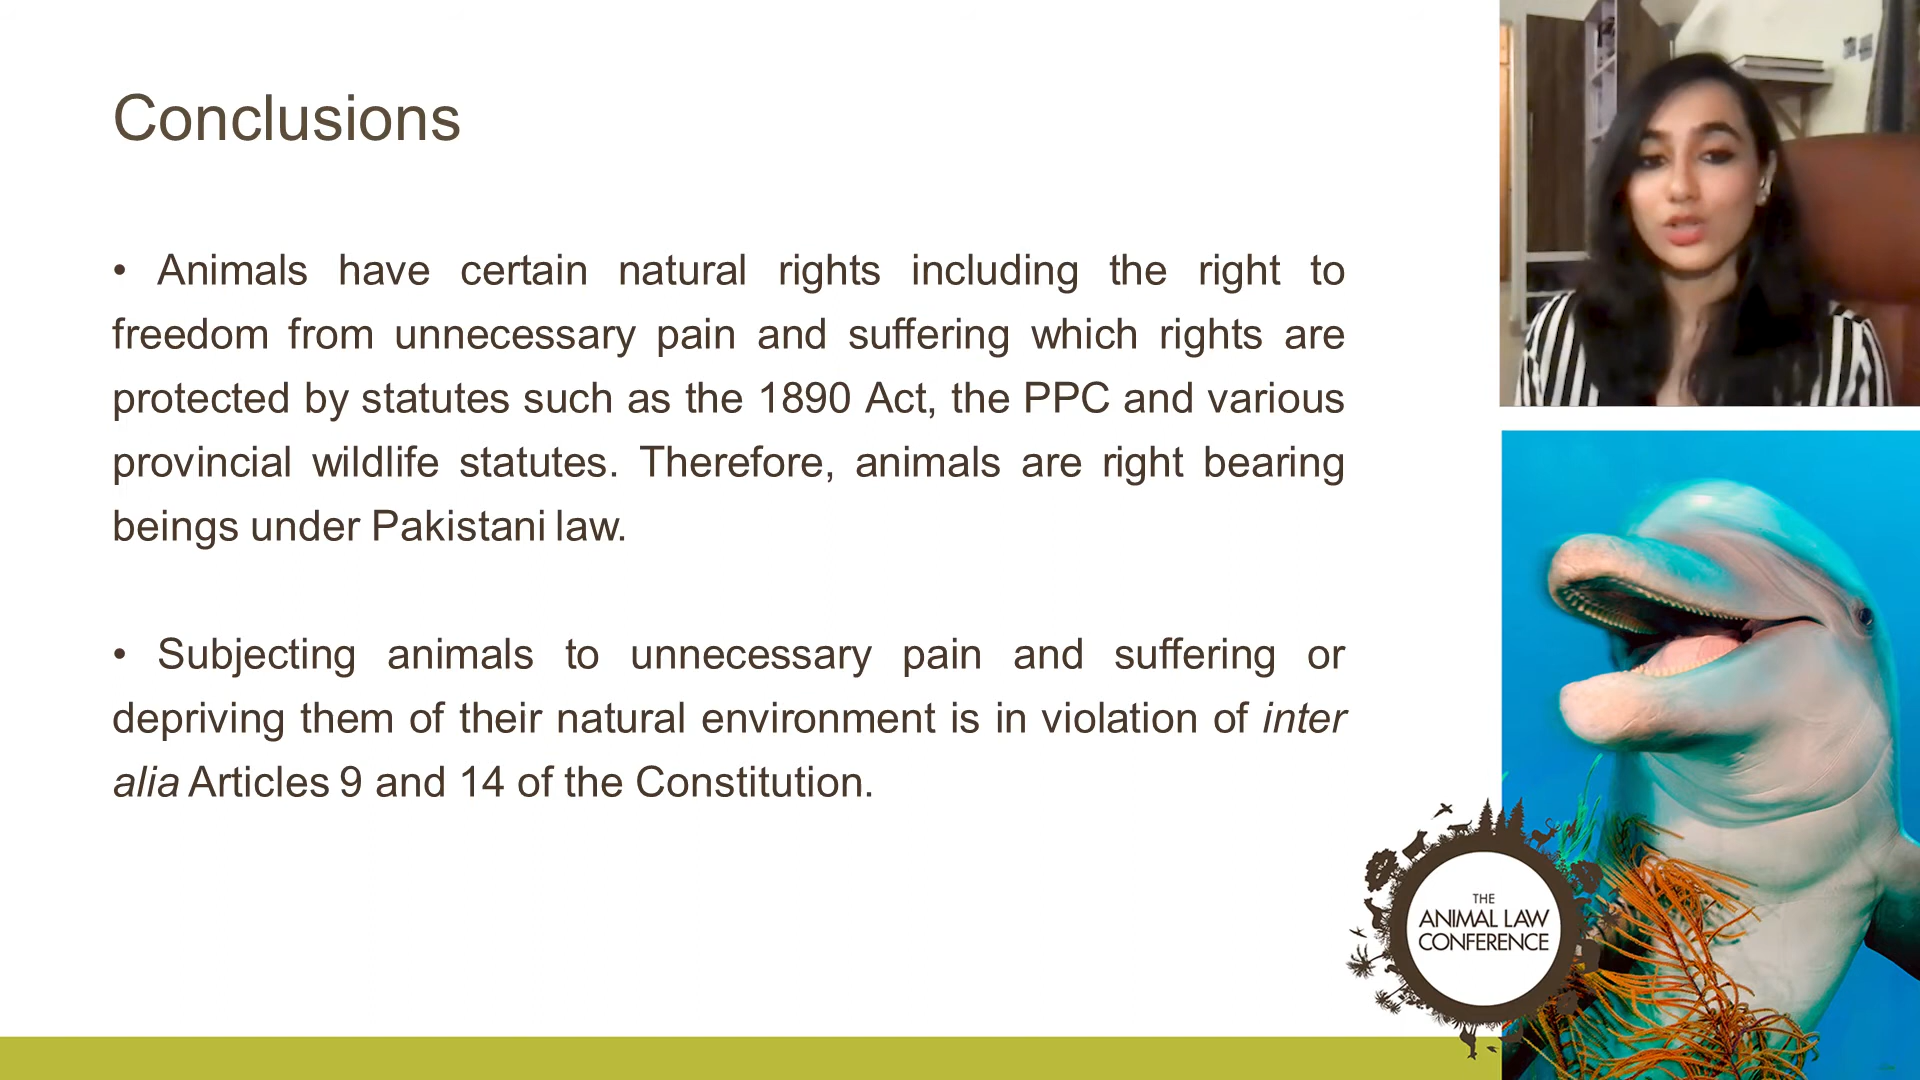 Conclusions
• Animals have certain natural rights including the right to
freedom from unnecessary pain and suffering which rights are
protected by statutes such as the 1890 Act, the PPC and various
provincial wildlife statutes. Therefore, animals are right bearing
beings under Pakistani law.
• Subjecting animals to unnecessary pain and suffering or
depriving them of their natural environment is in violation of inter
alia Articles 9 and 14 of the Constitution.
THE
ANIMAL LAW
CONFERENCE